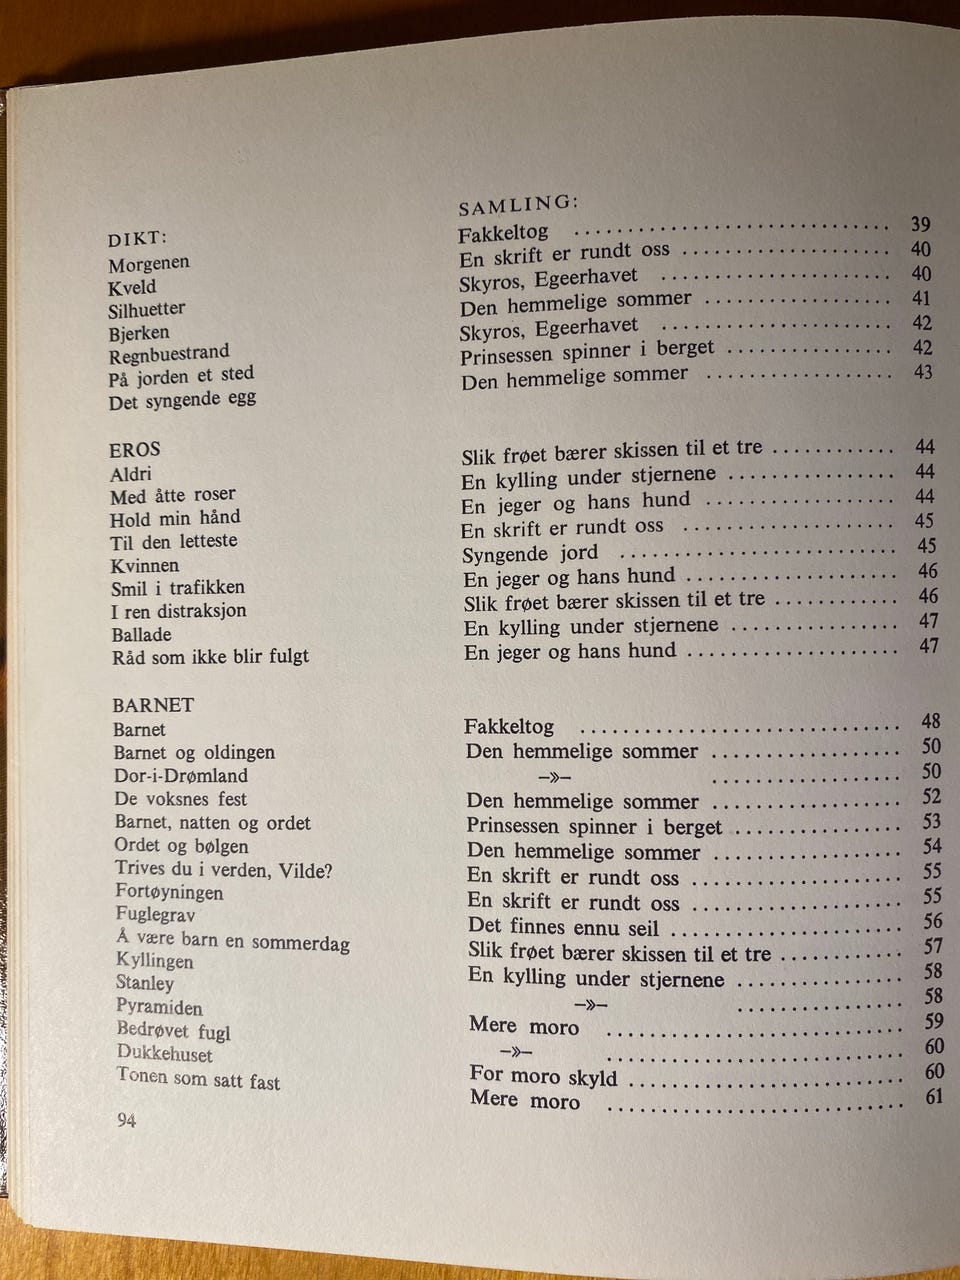 DIKT: SAMLING:
Morgenen Fakkeltog .............................. 39
Kveld En skrift er rundt oss .................... 40
Silhuetter Skyros, Egeerhavet ...................... 40
Bjerken Den hemmelige sommer .................. 41
Regnbuestrand Skyros, Egeerhavet ...................... 42
På jorden et sted Prinsessen spinner i berget ................ 42
Det syngende egg Den hemmelige sommer .................. 43
EROS
Aldri Slik frøet bærer skissen til et tre ............ 44
Med åtte roser En kylling under stjernene ................ 44
Hold min hånd En jeger og hans hund .................. 44
Til den letteste En skrift er rundt oss .................... 45
Kvinnen Syngende jord .......................... 45
Smil i trafikken En jeger og hans hund .................... 46
I ren distraksjon Slik frøet bærer skissen til et tre ............ 46
Ballade En kylling under stjernene ................ 47
Råd som ikke blir fulgt En jeger og hans hund .................... 47
BARNET
Barnet Fakkeltog .............................. 48
Barnet og oldingen Den hemmelige sommer .................. 50
Dor-i-Drømland —»— .................. 50
De voksnes fest Den hemmelige sommer .................. 52
Barnet, natten og ordet Prinsessen spinner i berget ................ 53
Ordet og bølgen Den hemmelige sommer .................. 54
Trives du i verden, Vilde? En skrift er rundt oss .................... 55
Fortøyningen En skrift er rundt oss .................... 55
Fuglegrav Det finnes ennu seil ...................... 56
Å være barn en sommerdag Slik frøet bærer skissen til et tre ............ 57
Kyllingen En kylling under stjernene ................ 58
Stanley —»— ................ 58
Pyramiden Mere moro ............................ 59
Bedrøvet fugl —»— ............................ 60
Dukkehuset For moro skyld .......................... 60
Tonen som satt fast Mere moro ............................ 61
94